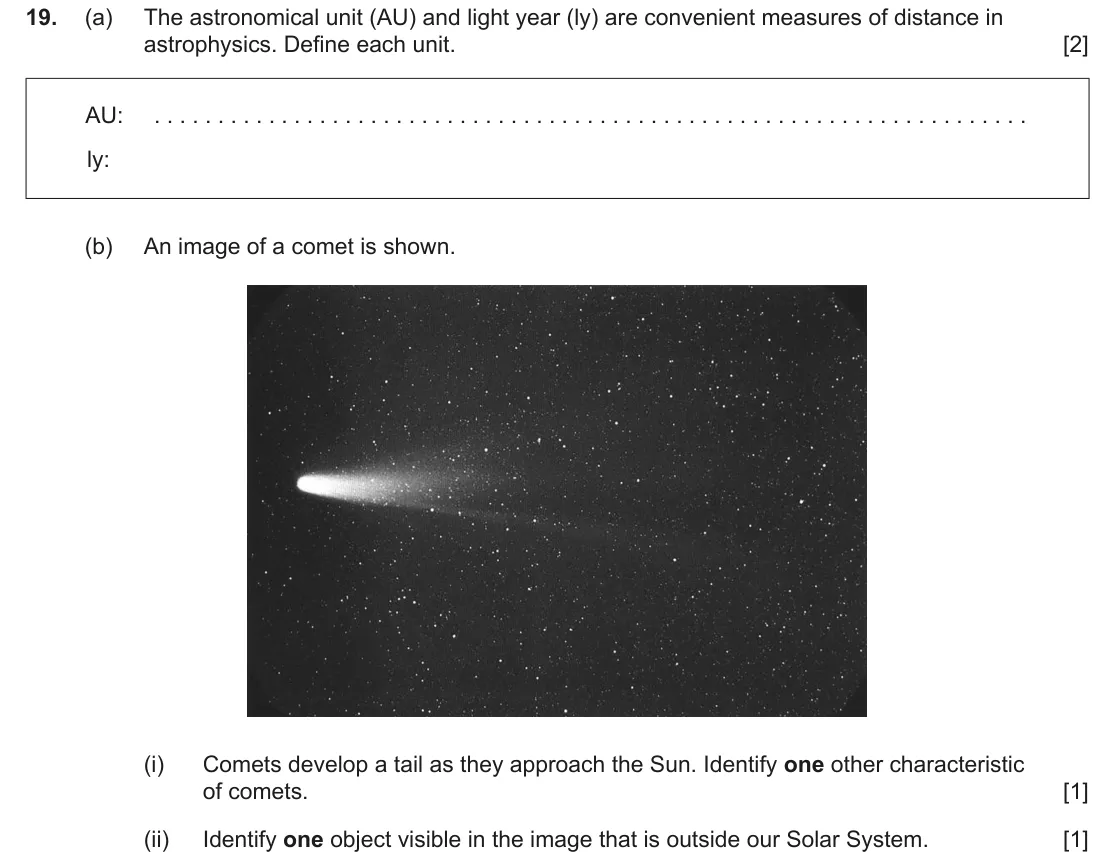 19. (a) The astronomical unit (AU) and light year (ly) are convenient measures of distance in
astrophysics. Define each unit. [2]
AU: . . . . . . . . . . . . . . . . . . . . . . . . . . . . . . . . . . . . . . . . . . . . . . . . . . . . . . . . . . . . . . . . . . . . .
ly:
(b) An image of a comet is shown.
(i) Comets develop a tail as they approach the Sun. Identify one other characteristic
of comets. [1]
(ii) Identify one object visible in the image that is outside our Solar System. [1]